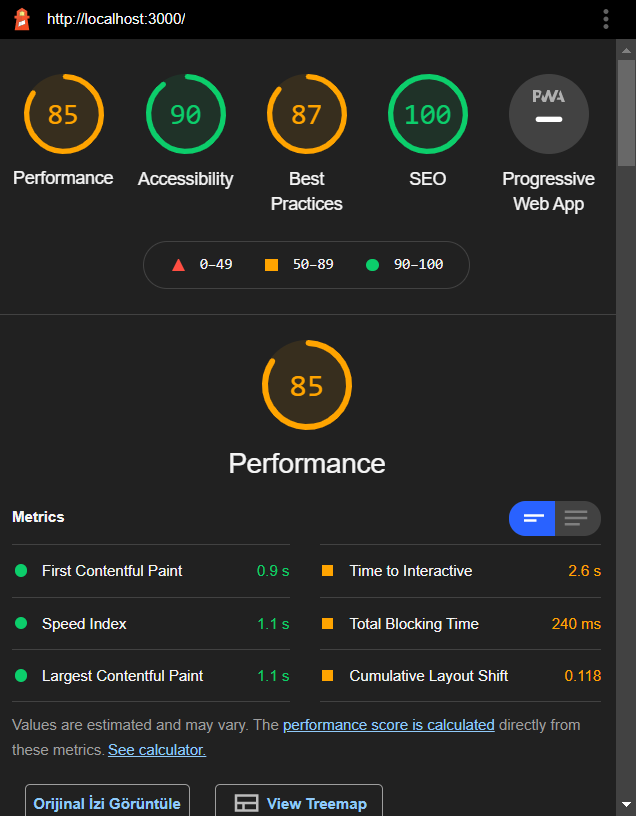 http://localhost:3000/
85
90
87
100
PWA
Performance
Accessibility
Best
Practices
SEO
Progressive
Web App
0–49
50–89
90–100
85
Performance
Metrics
First Contentful Paint
0.9 s
Time to Interactive
2.6 s
Speed Index
1.1 s
Total Blocking Time
240 ms
Largest Contentful Paint
1.1 s
Cumulative Layout Shift
0.118
Values are estimated and may vary. The performance score is calculated directly from
these metrics. See calculator.
Orijinal İzi Görüntüle
View Treemap